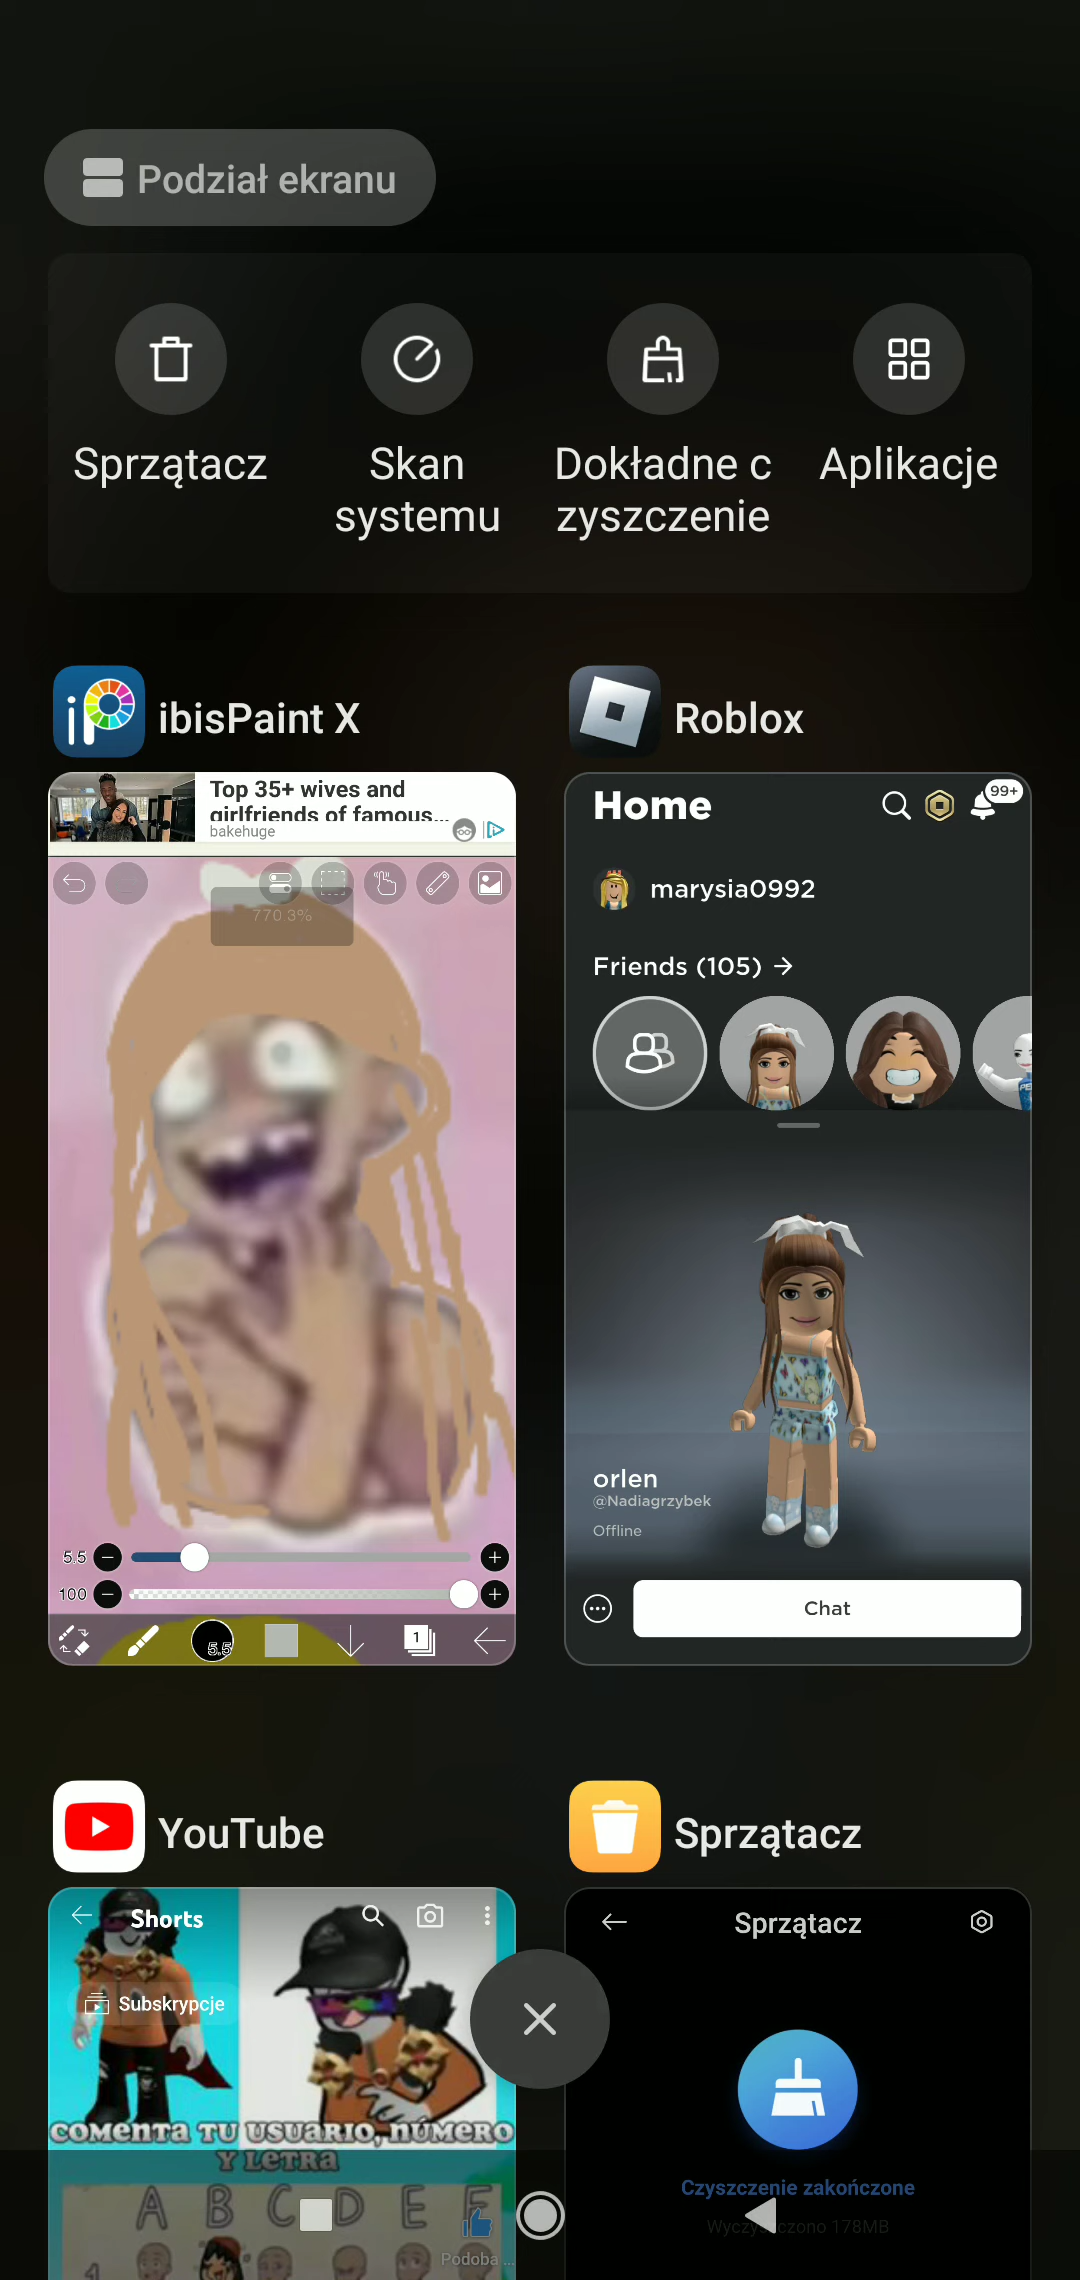 Podział ekranu
Sprzątacz
Skan
systemu
Dokładne c
zyszczenie
Aplikacje
ibisPaint X
Roblox
Top 35+ wives and
girlfriends of famous...
bakehuge
770 3%
5.5
100
5.5
1
Home
99+
marysia0992
Friends (105) →
orlen
@Nadiagrzybek
Offline
Chat
YouTube
Sprzątacz
Shorts
Subskrypcje
COMENTA TU USUARIO, NÚMERO
Y LETRA
A B C D E F
1
Podoba ...
Sprzątacz
Czyszczenie zakończone